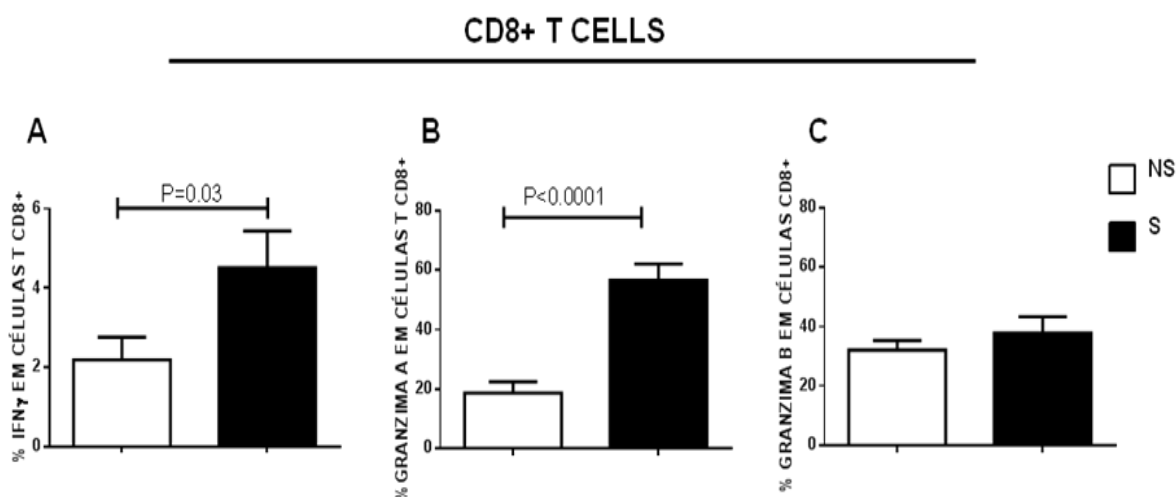 CD8+ T CELLS
A
P=0.03
% IFNγ EM CÉLULAS T CD8+
6
4
2
0
B
P<0.0001
% GRANZIMA A EM CÉLULAS T CD8+
80
60
40
20
0
C
% GRANZIMA B EM CÉLULAS CD8+
80
60
40
20
0
NS
S